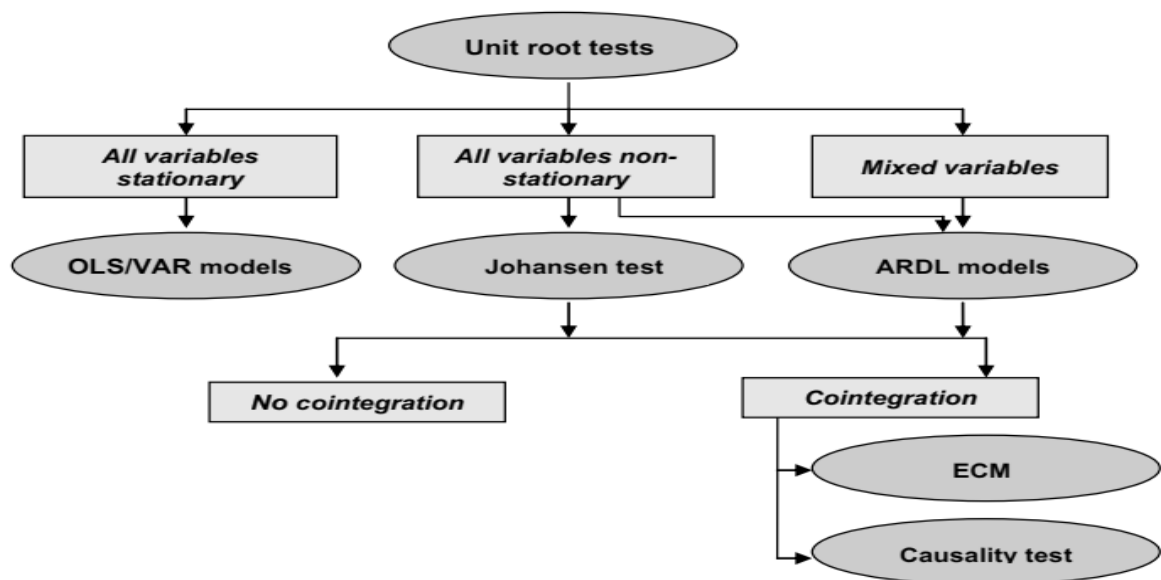 Unit root tests
All variables
stationary
All variables non-
stationary
Mixed variables
OLS/VAR models
Johansen test
ARDL models
No cointegration
Cointegration
ECM
Causality test